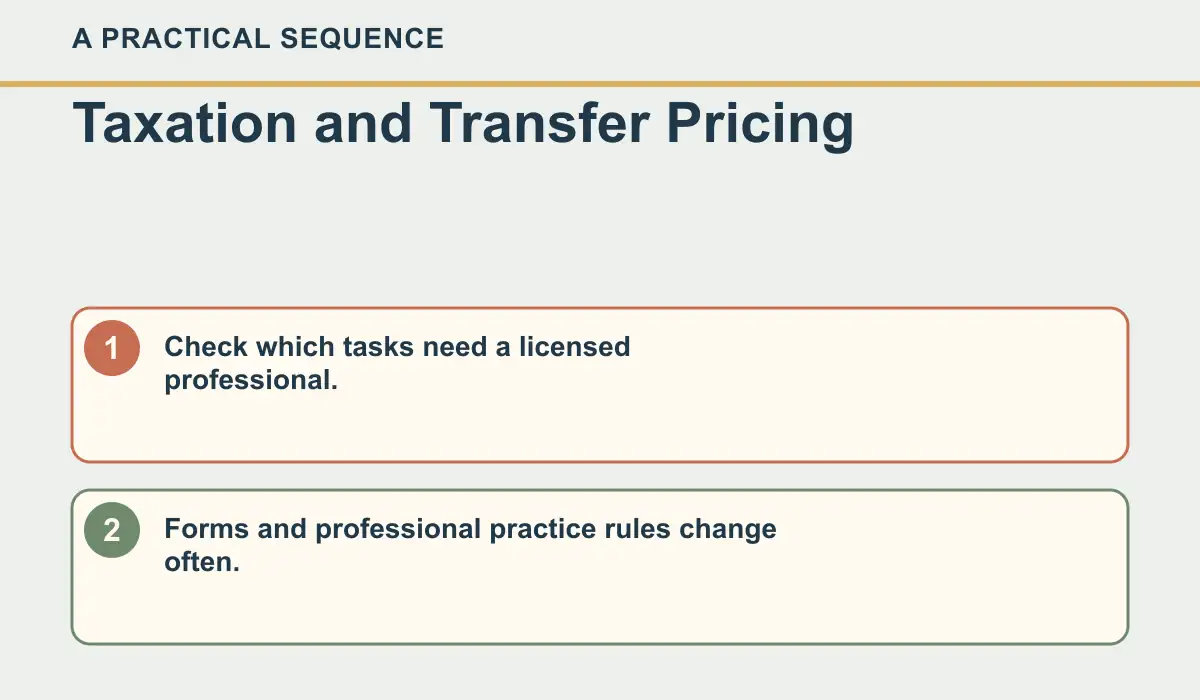 A PRACTICAL SEQUENCE
Taxation and Transfer Pricing
1
Check which tasks need a licensed
professional.
2
Forms and professional practice rules change
often.